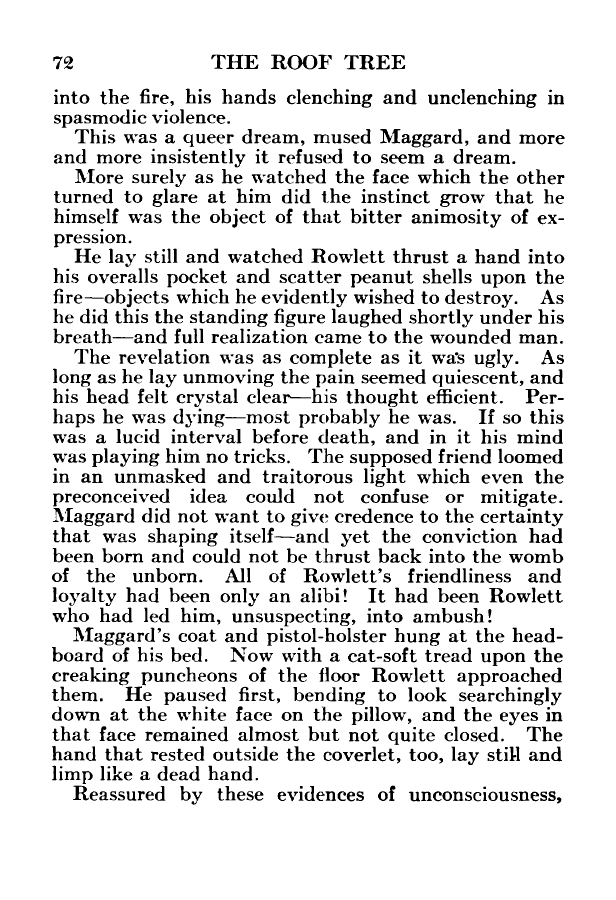 72 THE ROOF TREE
into the fire, his hands clenching and unclenching in
spasmodic violence.
This was a queer dream, mused Maggard, and more
and more insistently it refused to seem a dream.
More surely as he watched the face which the other
turned to glare at him did the instinct grow that he
himself was the object of that bitter animosity of ex-
pression.
He lay still and watched Rowlett thrust a hand into
his overalls pocket and scatter peanut shells upon the
fire—objects which he evidently wished to destroy. As
he did this the standing figure laughed shortly under his
breath—and full realization came to the wounded man.
The revelation was as complete as it was ugly. As
long as he lay unmoving the pain seemed quiescent, and
his head felt crystal clear—his thought efficient. Per-
haps he was dying—most probably he was. If so this
was a lucid interval before death, and in it his mind
was playing him no tricks. The supposed friend loomed
in an unmasked and traitorous light which even the
preconceived idea could not confuse or mitigate.
Maggard did not want to give credence to the certainty
that was shaping itself—and yet the conviction had
been born and could not be thrust back into the womb
of the unborn. All of Rowlett's friendliness and
loyalty had been only an alibi! It had been Rowlett
who had led him, unsuspecting, into ambush!
Maggard's coat and pistol-holster hung at the head-
board of his bed. Now with a cat-soft tread upon the
creaking puncheons of the floor Rowlett approached
them. He paused first, bending to look searchingly
down at the white face on the pillow, and the eyes in
that face remained almost but not quite closed. The
hand that rested outside the coverlet, too, lay still and
limp like a dead hand.
Reassured by these evidences of unconsciousness,